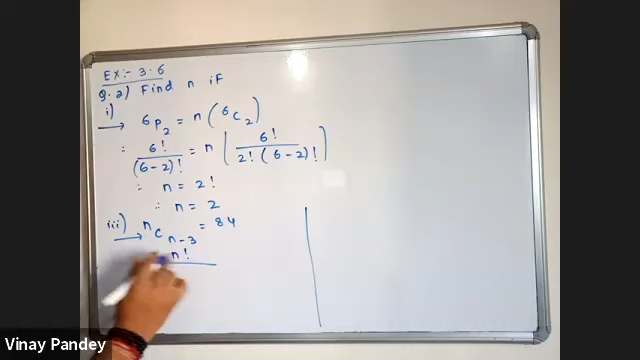 Ex:- 3.6
Q.2) Find n if
i)
⁶P₂ = n (⁶C₂)
∴ 6!/(6-2)! = n [6!/2!(6-2)!]
∴ n = 2!
∴ n = 2
iii) ⁿCₙ₋₃ = 84
n!
Vinay Pandey